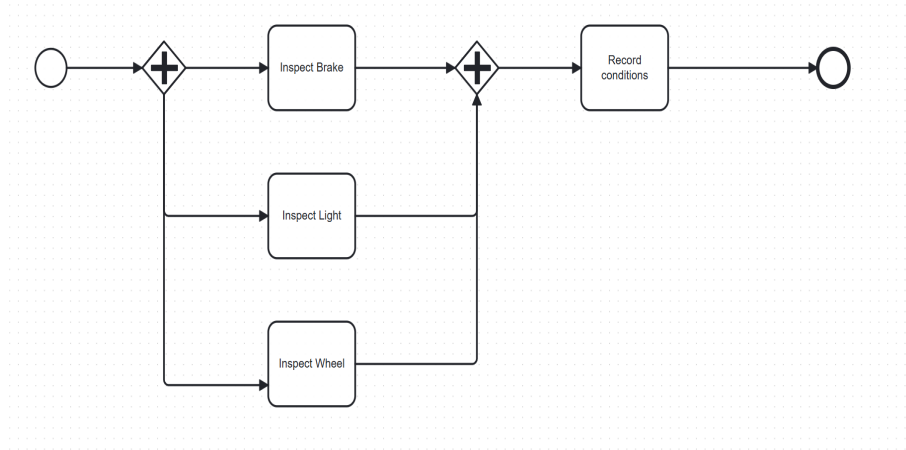 Inspect Brake
Record
conditions
Inspect Light
Inspect Wheel